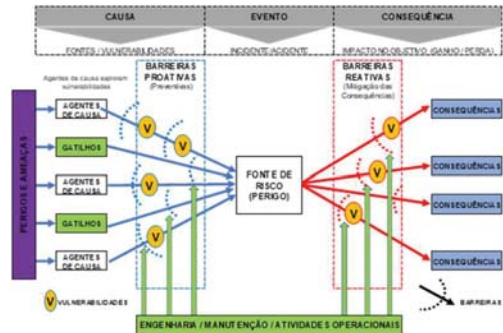 CAUSA
EVENTO
CONSEQUÊNCIA
FONTES / VULNERABILIDADES
INCIDENTE/ACIDENTE
IMPACTO NO OBJETIVO (GANHO / PERDA)
Agentes de causa exploram
vulnerabilidades
BARREIRAS
PROATIVAS
(Preventivas)
BARREIRAS
REATIVAS
(Mitigação das
Consequências)
PERIGOS E AMEAÇAS
AGENTES
DE CAUSA
GATILHOS
AGENTES
DE CAUSA
GATILHOS
AGENTES
DE CAUSA
V
V
V
V
FONTE DE
RISCO
(PERIGO)
V
V
V
CONSEQUÊNCIAS
CONSEQUÊNCIAS
CONSEQUÊNCIAS
CONSEQUÊNCIAS
V VULNERABILIDADES
BARREIRAS
ENGENHARIA / MANUTENÇÃO / ATIVIDADES OPERACIONAIS